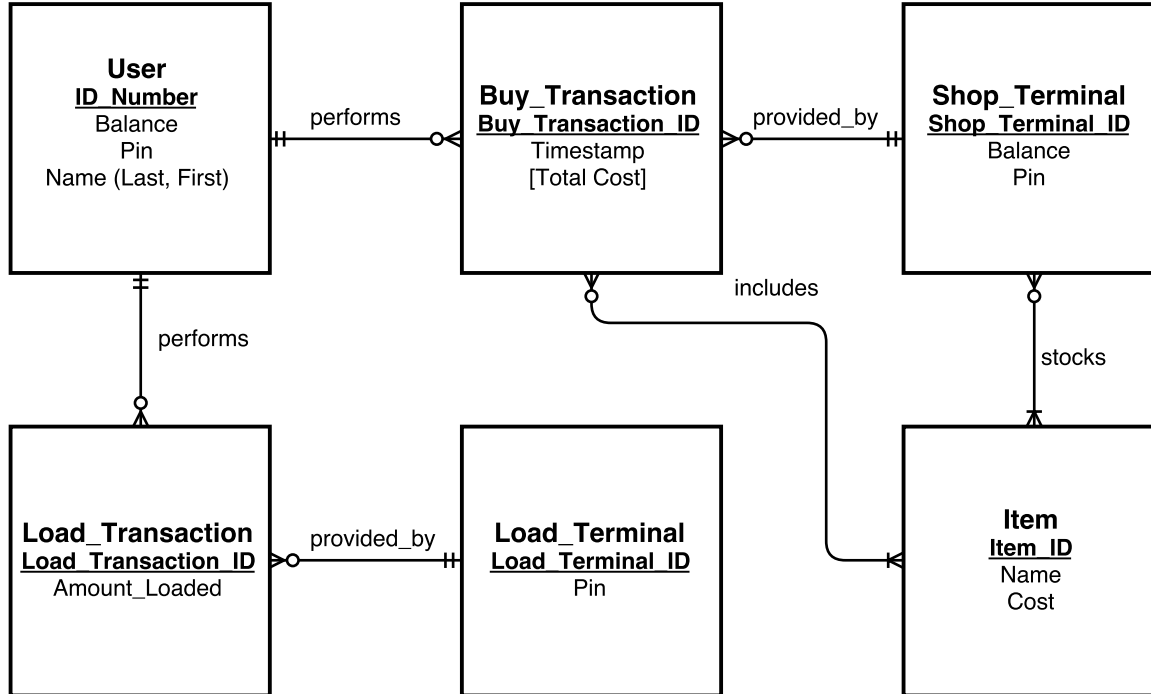 User
ID_Number
Balance
Pin
Name (Last, First)
performs
Buy_Transaction
Buy_Transaction_ID
Timestamp
[Total Cost]
provided_by
Shop_Terminal
Shop_Terminal_ID
Balance
Pin
performs
includes
stocks
Load_Transaction
Load_Transaction_ID
Amount_Loaded
provided_by
Load_Terminal
Load_Terminal_ID
Pin
Item
Item_ID
Name
Cost